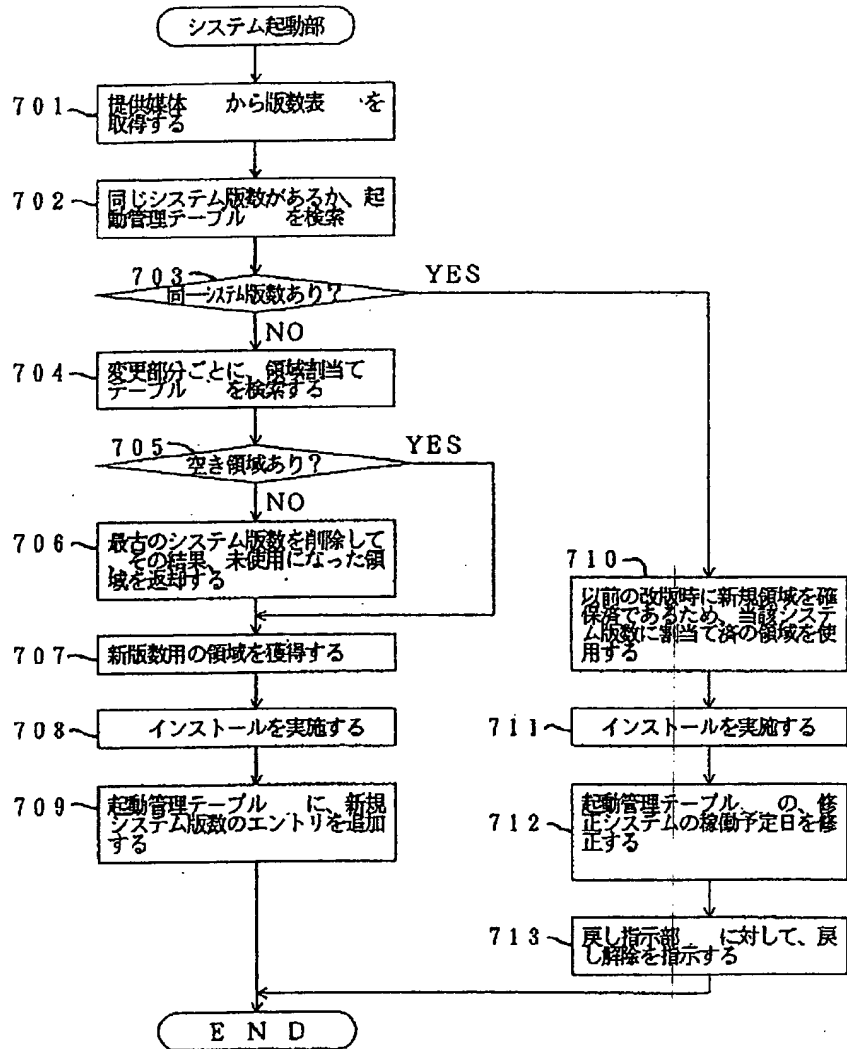 システム起動部
701
提供媒体 から版数表 を
取得する
702
同じシステム版数があるか、起
動管理テーブル を検索
703
同一システム版数あり？
YES
NO
704
変更部分ごとに、領域割当て
テーブル を検索する
705
空き領域あり？
YES
NO
706
最古のシステム版数を削除して
、その結果、未使用になった領
域を返却する
707
新版数用の領域を獲得する
708
インストールを実施する
709
起動管理テーブル に、新規
システム版数のエントリを追加
する
710
以前の改版時に新規領域を確
保済であるため、当該システ
ム版数に割当て済の領域を使
用する
711
インストールを実施する
712
起動管理テーブル の、修
正システムの稼働予定日を修
正する
713
戻し指示部 に対して、戻
し解除を指示する
END